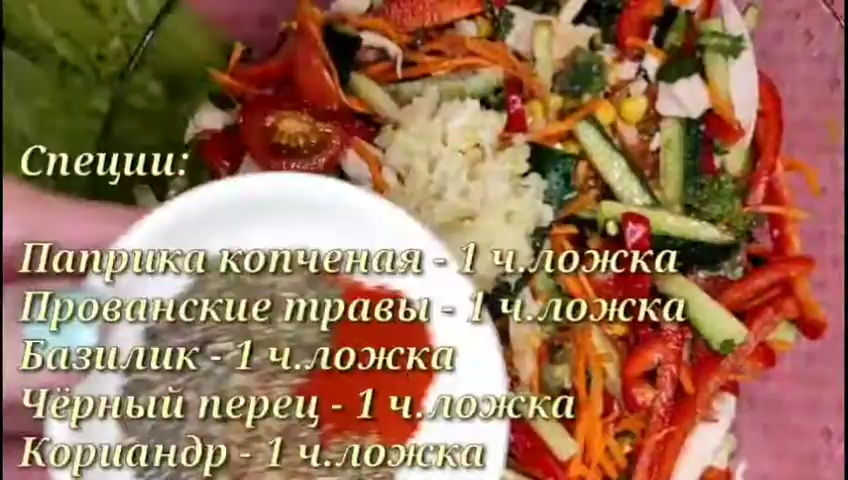 Специи:
Паприка копченая - 1 ч.ложка
Прованские травы - 1 ч.ложка
Базилик - 1 ч.ложка
Чёрный перец - 1 ч.ложка
Кориандр - 1 ч.ложка